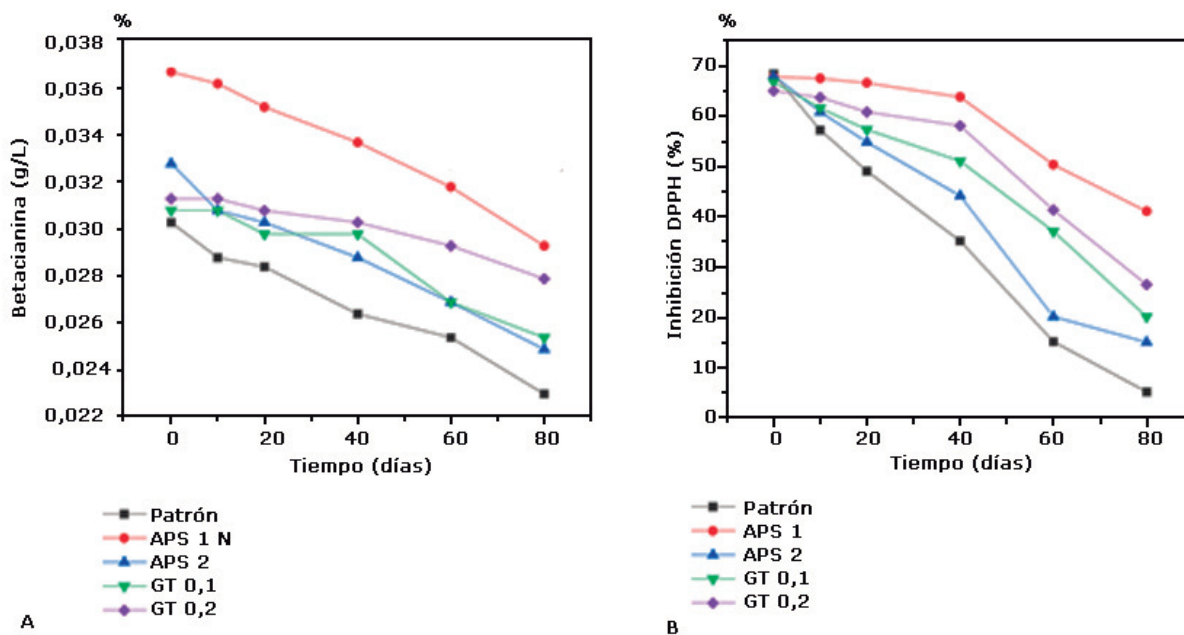 %
0,038
0,036
0,034
0,032
0,030
0,028
0,026
0,024
0,022
Betacianina (g/L)
0 20 40 60 80
Tiempo (días)
Patrón
APS 1 N
APS 2
GT 0,1
GT 0,2
A
%
70
60
50
40
30
20
10
0
Inhibición DPPH (%)
0 20 40 60 80
Tiempo (días)
Patrón
APS 1
APS 2
GT 0,1
GT 0,2
B